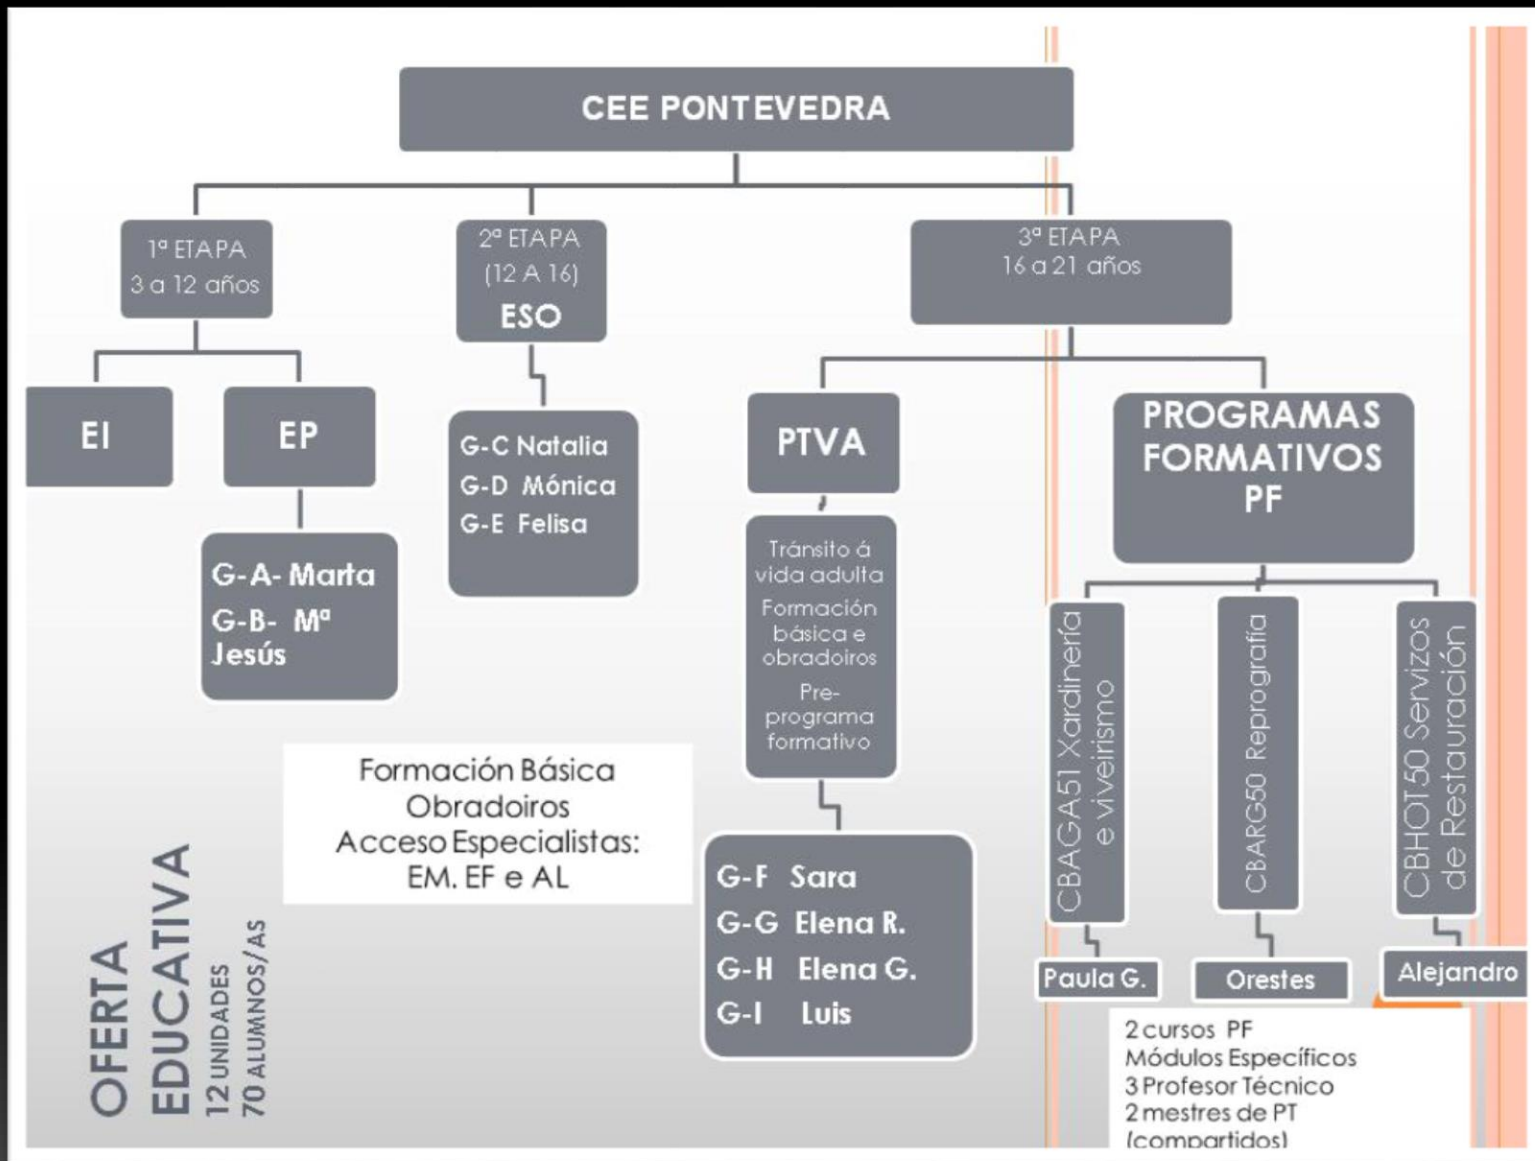 CEE PONTEVEDRA
1ª ETAPA
3 a 12 años
2ª ETAPA
(12 A 16)
ESO
3ª ETAPA
16 a 21 años
EI
EP
G-A- Marta
G-B- Mª
Jesús
G-C Natalia
G-D Mónica
G-E Felisa
PTVA
Tránsito á
vida adulta
Formación
básica e
obradoiros
Pre-
programa
formativo
G-F Sara
G-G Elena R.
G-H Elena G.
G-I Luis
PROGRAMAS
FORMATIVOS
PF
CBAGA51 Xardinería
e viveirismo
CBARG50 Reprografía
CBHOT50 Servizos
de Restauración
Paula G.
Orestes
Alejandro
Formación Básica
Obradoiros
Acceso Especialistas:
EM. EF e AL
OFERTA
EDUCATIVA
12 UNIDADES
70 ALUMNOS/AS
2 cursos PF
Módulos Específicos
3 Profesor Técnico
2 mestres de PT
(compartidos)